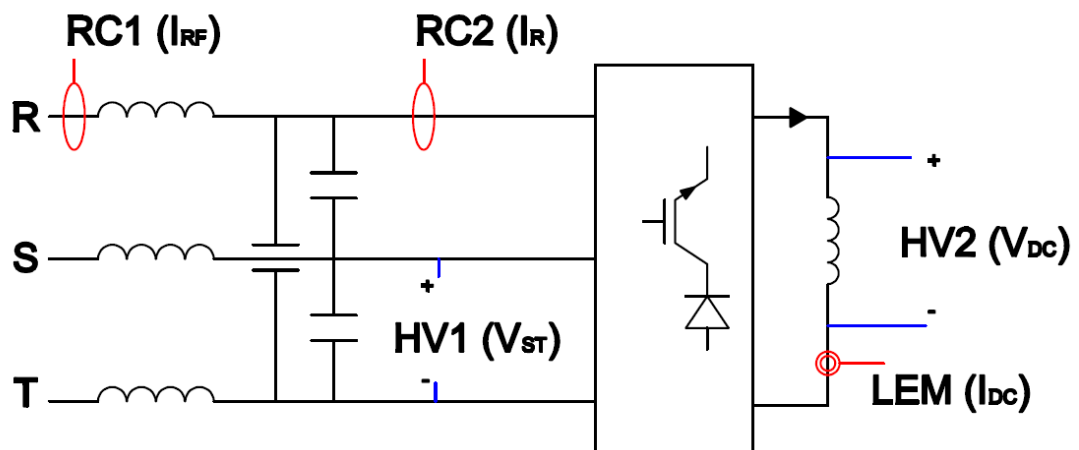 RC1 (IRF)
RC2 (IR)
R
+
S
HV2 (VDC)
+
HV1 (VST)
-
-
LEM (IDC)
T